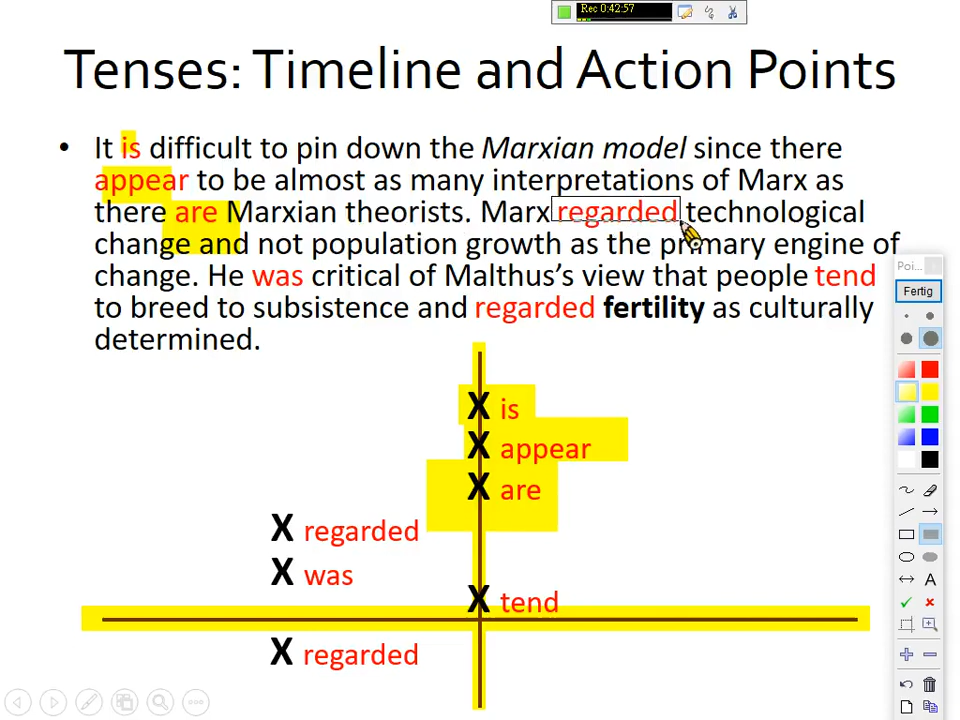 Rec 0:42:57
Tenses: Timeline and Action Points
• It is difficult to pin down the Marxian model since there
appear to be almost as many interpretations of Marx as
there are Marxian theorists. Marx regarded technological
change and not population growth as the primary engine of
change. He was critical of Malthus’s view that people tend
to breed to subsistence and regarded fertility as culturally
determined.
Poi...
Fertig
X is
X appear
X are
X regarded
X was
X tend
X regarded
A